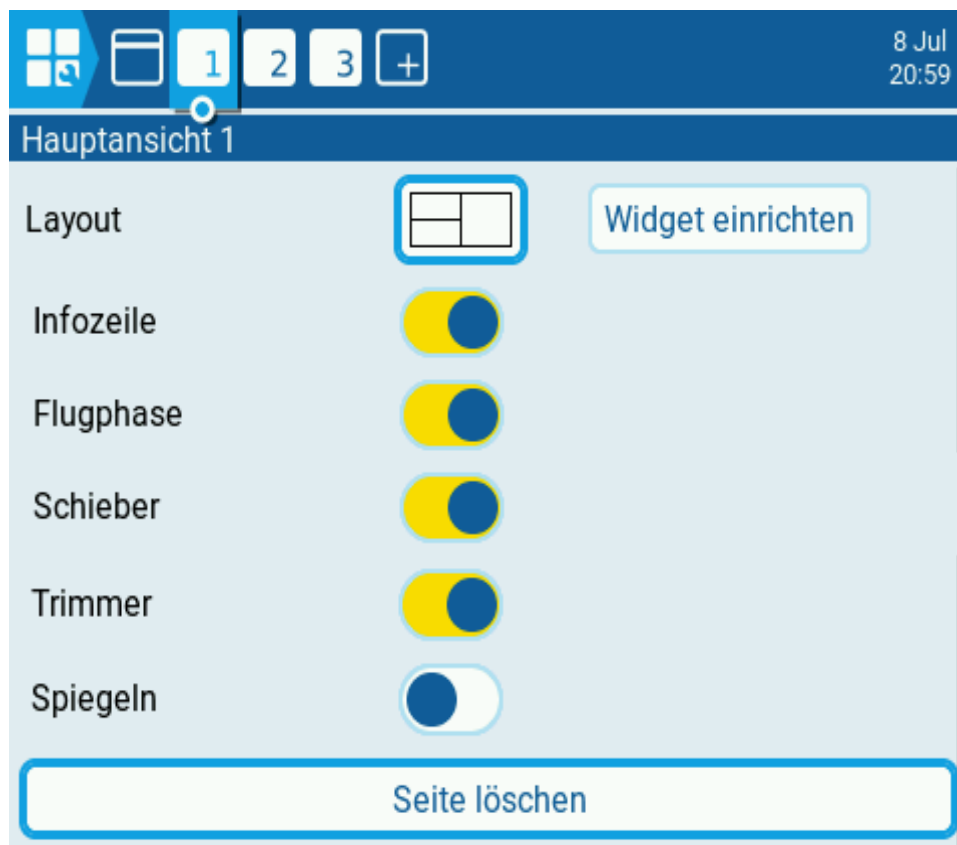 1 2 3 + 8 Jul
20:59
Hauptansicht 1
Layout Widget einrichten
Infozeile
Flugphase
Schieber
Trimmer
Spiegeln
Seite löschen